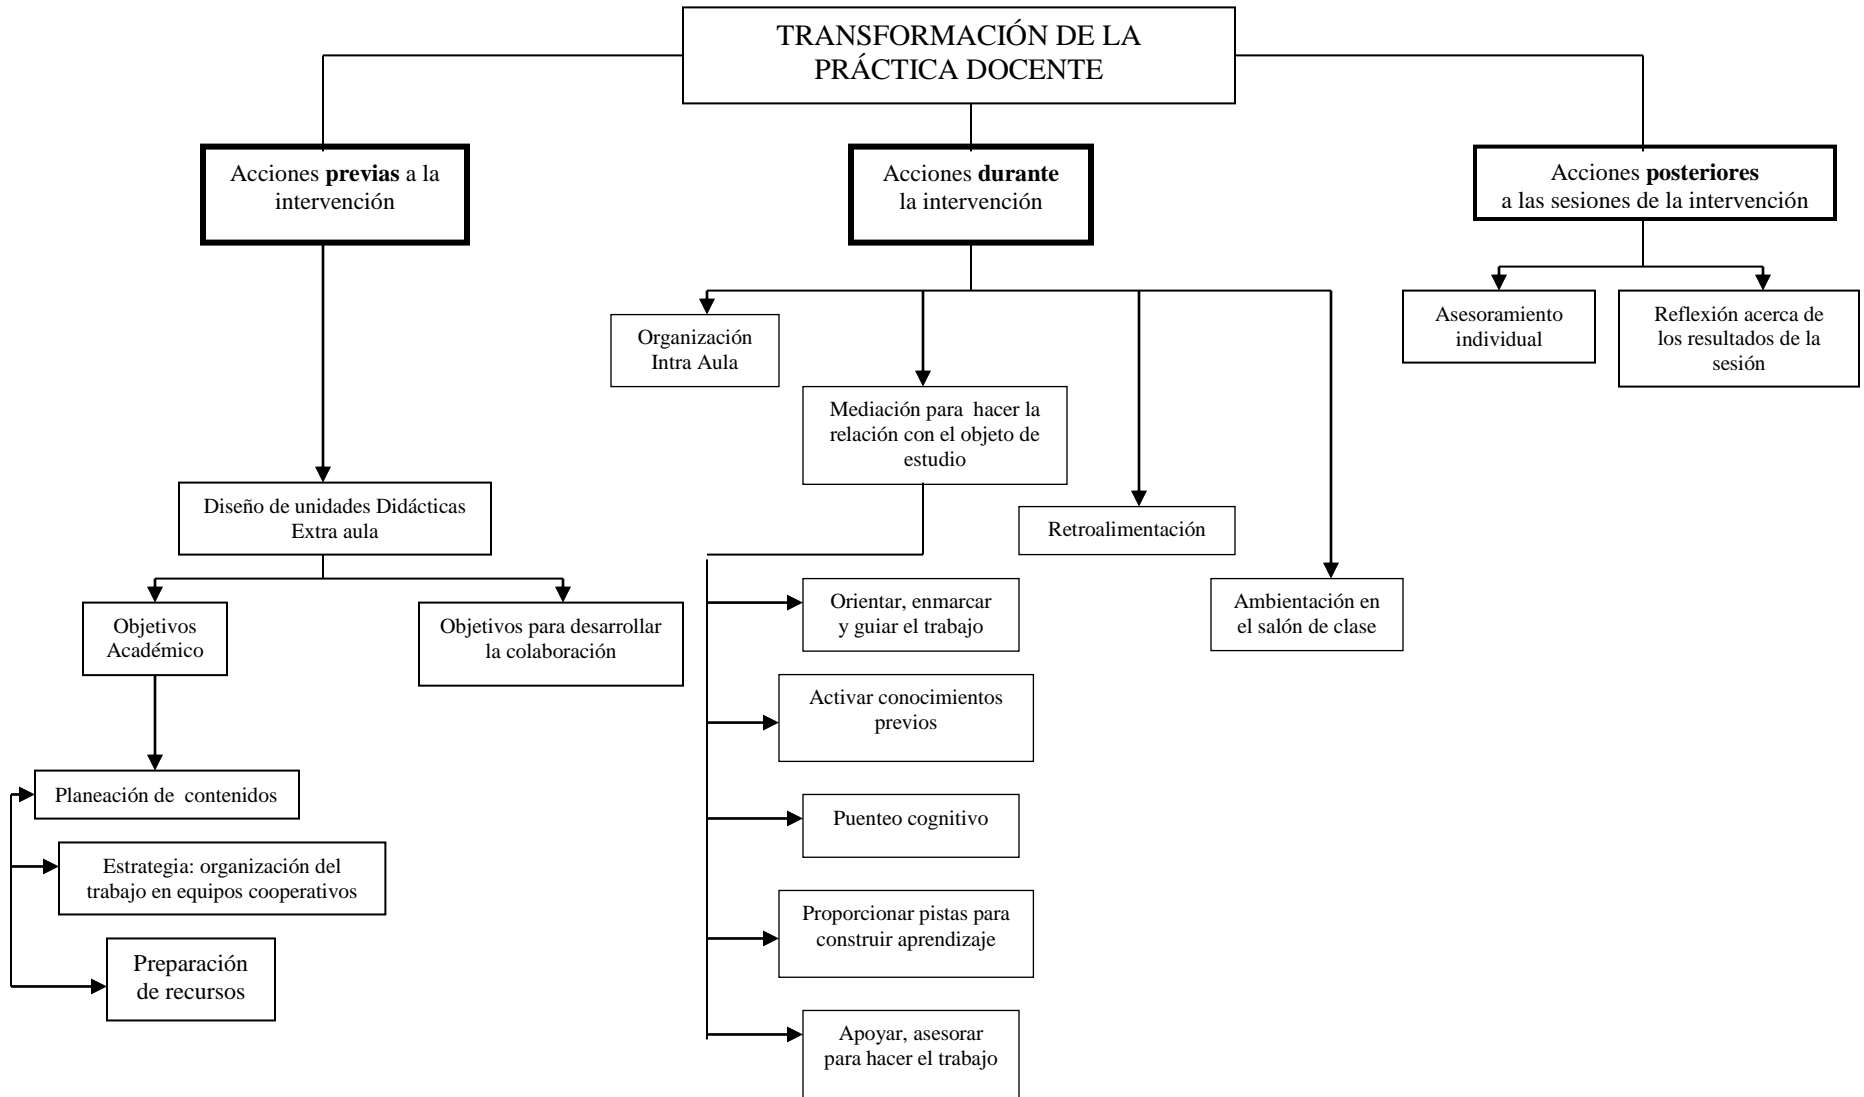 TRANSFORMACIÓN DE LA
PRÁCTICA DOCENTE
Acciones previas a la
intervención
Acciones durante
la intervención
Acciones posteriores
a las sesiones de la intervención
Organización
Intra Aula
Asesoramiento
individual
Reflexión acerca de
los resultados de la
sesión
Mediación para hacer la
relación con el objeto de
estudio
Diseño de unidades Didácticas
Extra aula
Retroalimentación
Objetivos
Académico
Objetivos para desarrollar
la colaboración
Orientar, enmarcar
y guiar el trabajo
Ambientación en
el salón de clase
Activar conocimientos
previos
Planeación de contenidos
Puenteo cognitivo
Estrategia: organización del
trabajo en equipos cooperativos
Proporcionar pistas para
construir aprendizaje
Preparación
de recursos
Apoyar, asesorar
para hacer el trabajo